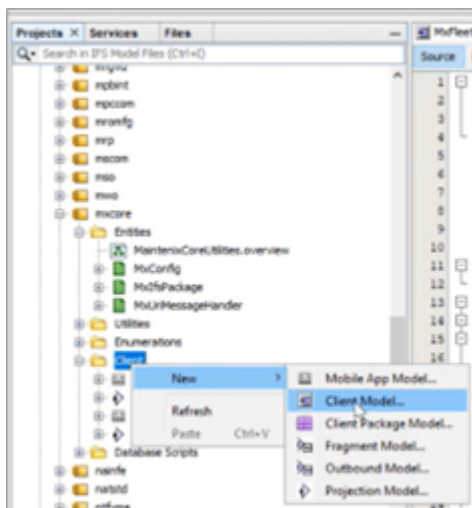 Projects × Services Files
MxFleet
Search in IFS Model Files (Ctrl+I)
Source
mpbint
mpccom
mromfg
mrp
mscom
mso
mwo
mxcore
Entities
MaintenixCoreUtilities.overview
MxConfig
MxIfsPackage
MxUriMessageHandler
Utilities
Enumerations
Client
Database Scripts
nainfe
natstd
1
2
3
4
5
6
7
8
9
10
11
12
13
14
15
16
New
Refresh
Paste Ctrl+V
Mobile App Model...
Client Model...
Client Package Model...
Fragment Model...
Outbound Model...
Projection Model...